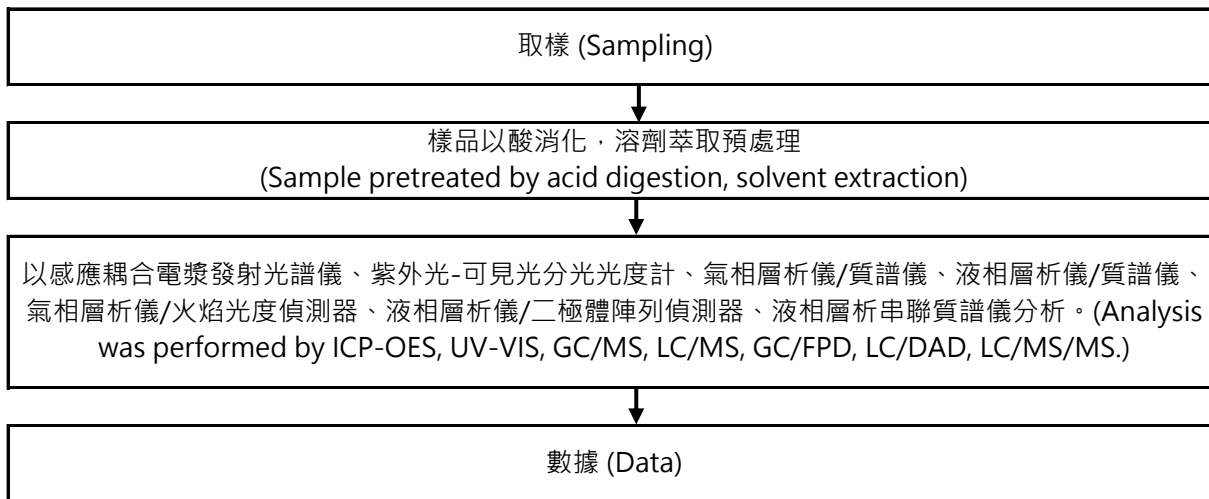 取樣 (Sampling)
樣品以酸消化，溶劑萃取預處理
(Sample pretreated by acid digestion, solvent extraction)
以感應耦合電漿發射光譜儀、紫外光-可見光分光光度計、氣相層析儀/質譜儀、液相層析儀/質譜儀、
氣相層析儀/火焰光度偵測器、液相層析儀/二極體陣列偵測器、液相層析串聯質譜儀分析。(Analysis
was performed by ICP-OES, UV-VIS, GC/MS, LC/MS, GC/FPD, LC/DAD, LC/MS/MS.)
數據 (Data)